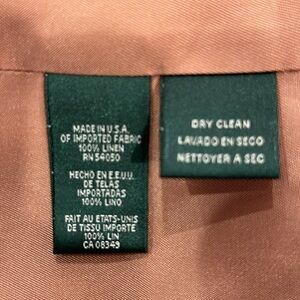 MADE IN U.S.A.
OF IMPORTED FABRIC
100% LINEN
RN 54050
HECHO EN E.E.U.U.
DE TELAS
IMPORTADAS
100% LINO
FAIT AU ETATS-UNIS
DE TISSU IMPORTE
100% LIN
CA 08349
DRY CLEAN
LAVADO EN SECO
NETTOYER A SEC